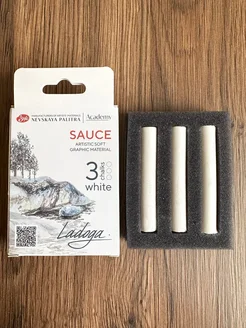 NEVSKAYA PALITRA
Academy
SAUCE
ARTISTIC SOFT
GRAPHIC MATERIAL
3 chalks
white
Ladoga